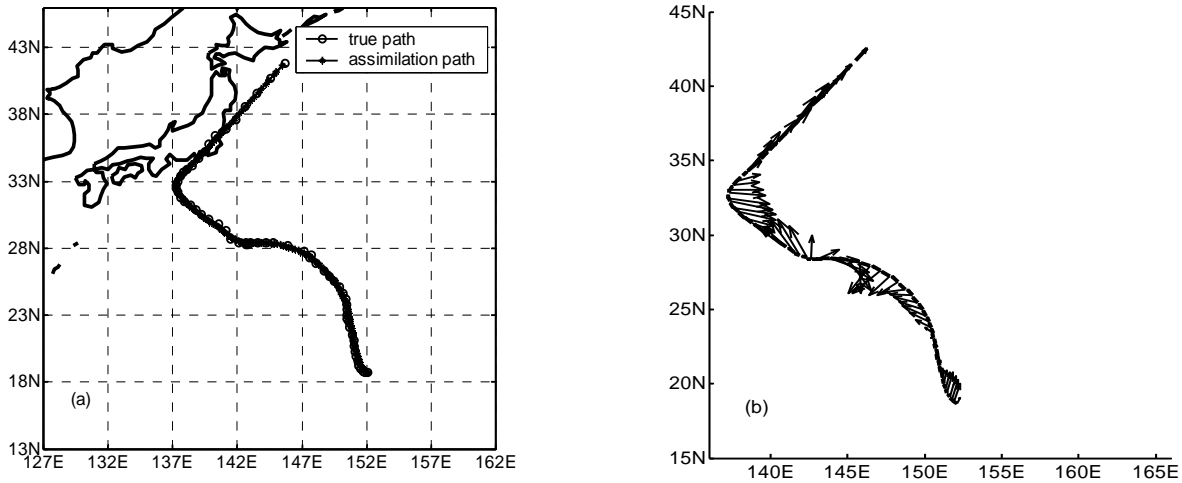 43N
38N
33N
28N
23N
18N
13N
127E 132E 137E 142E 147E 152E 157E 162E
true path
assimilation path
(a)
45N
40N
35N
30N
25N
20N
15N
140E 145E 150E 155E 160E 165E
(b)